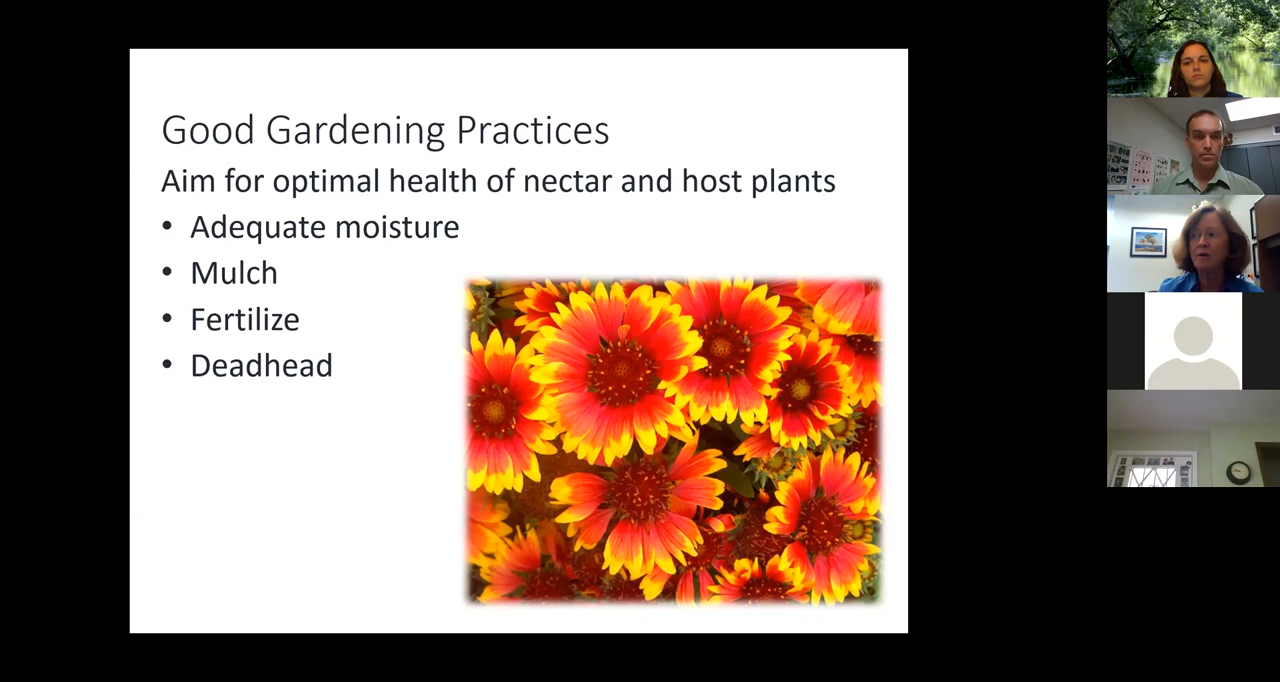 Good Gardening Practices
Aim for optimal health of nectar and host plants
• Adequate moisture
• Mulch
• Fertilize
• Deadhead